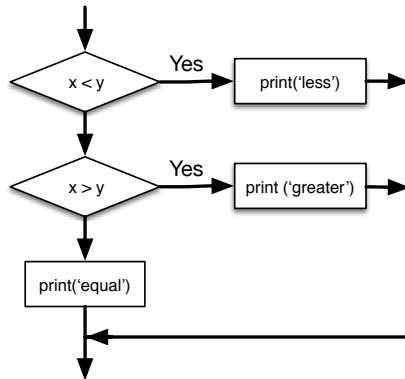 x < y
Yes
print(‘less’)
x > y
Yes
print (‘greater’)
print(‘equal’)